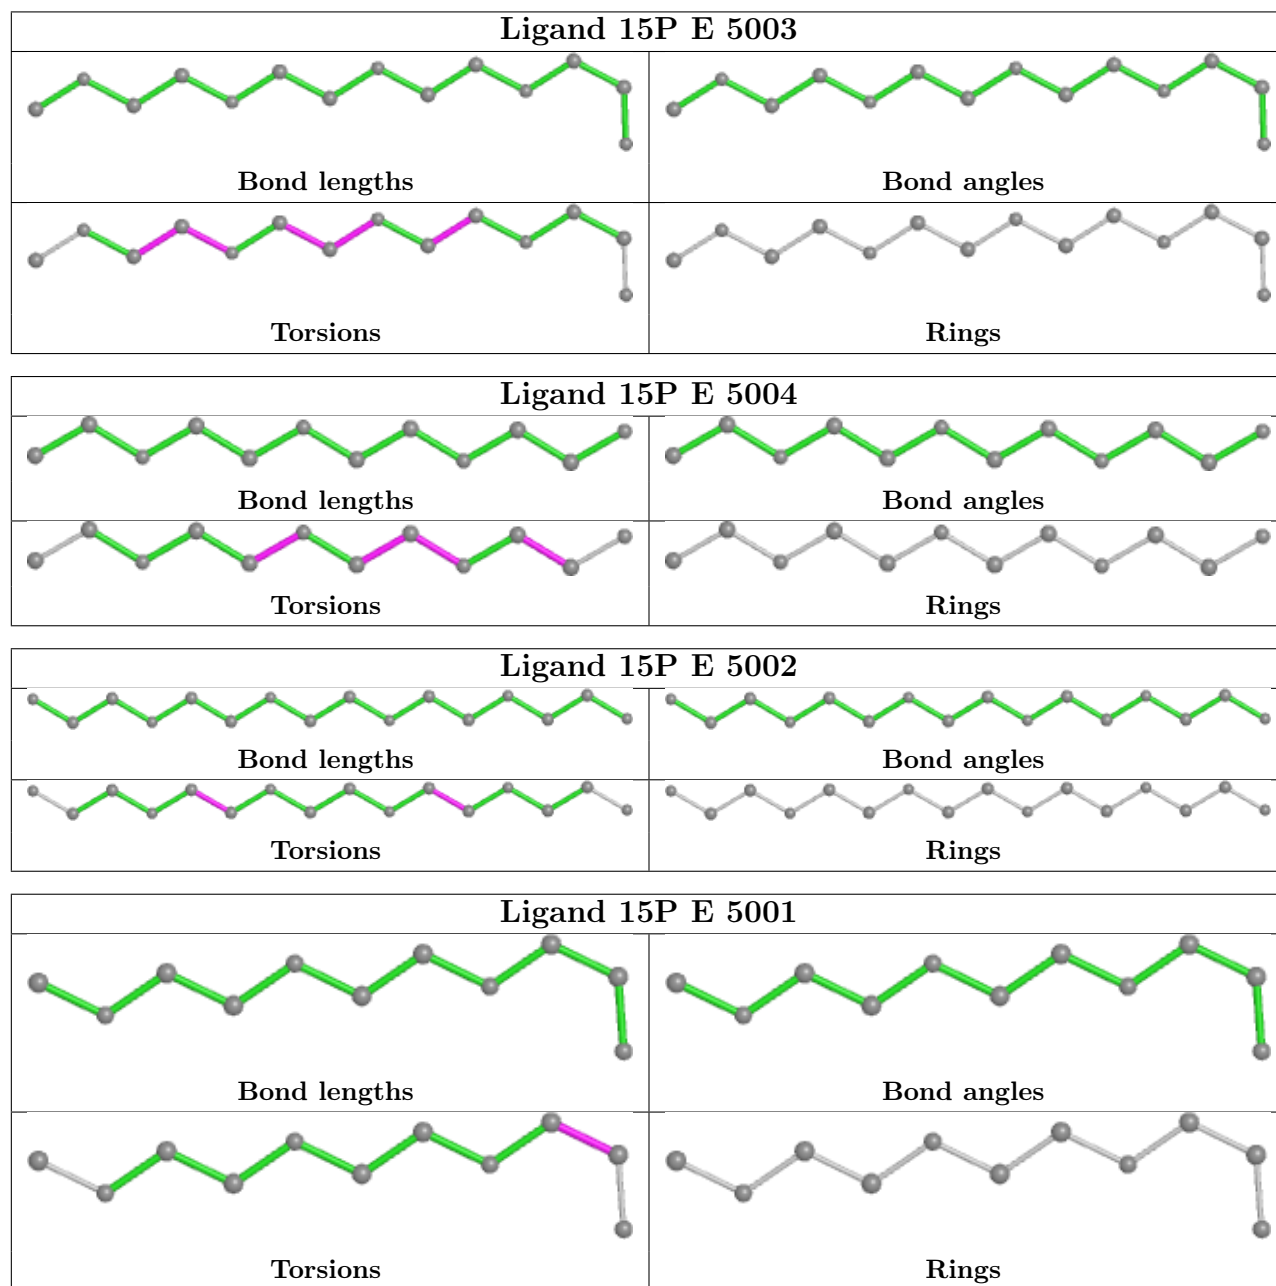 Ligand 15P E 5003
Bond lengths
Bond angles
Torsions
Rings
Ligand 15P E 5004
Bond lengths
Bond angles
Torsions
Rings
Ligand 15P E 5002
Bond lengths
Bond angles
Torsions
Rings
Ligand 15P E 5001
Bond lengths
Bond angles
Torsions
Rings